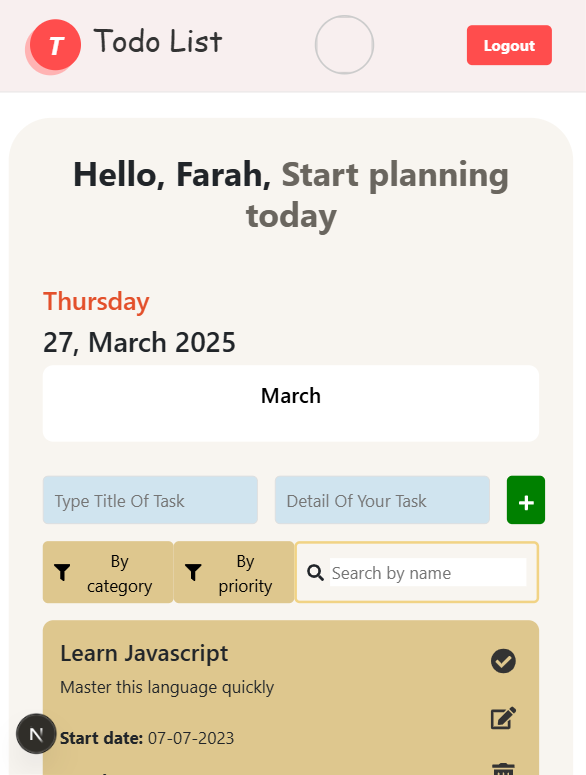 T Todo List Logout
Hello, Farah, Start planning
today
Thursday
27, March 2025
March
Type Title Of Task Detail Of Your Task +
By
category
By
priority
Search by name
Learn Javascript
Master this language quickly
N
Start date: 07-07-2023